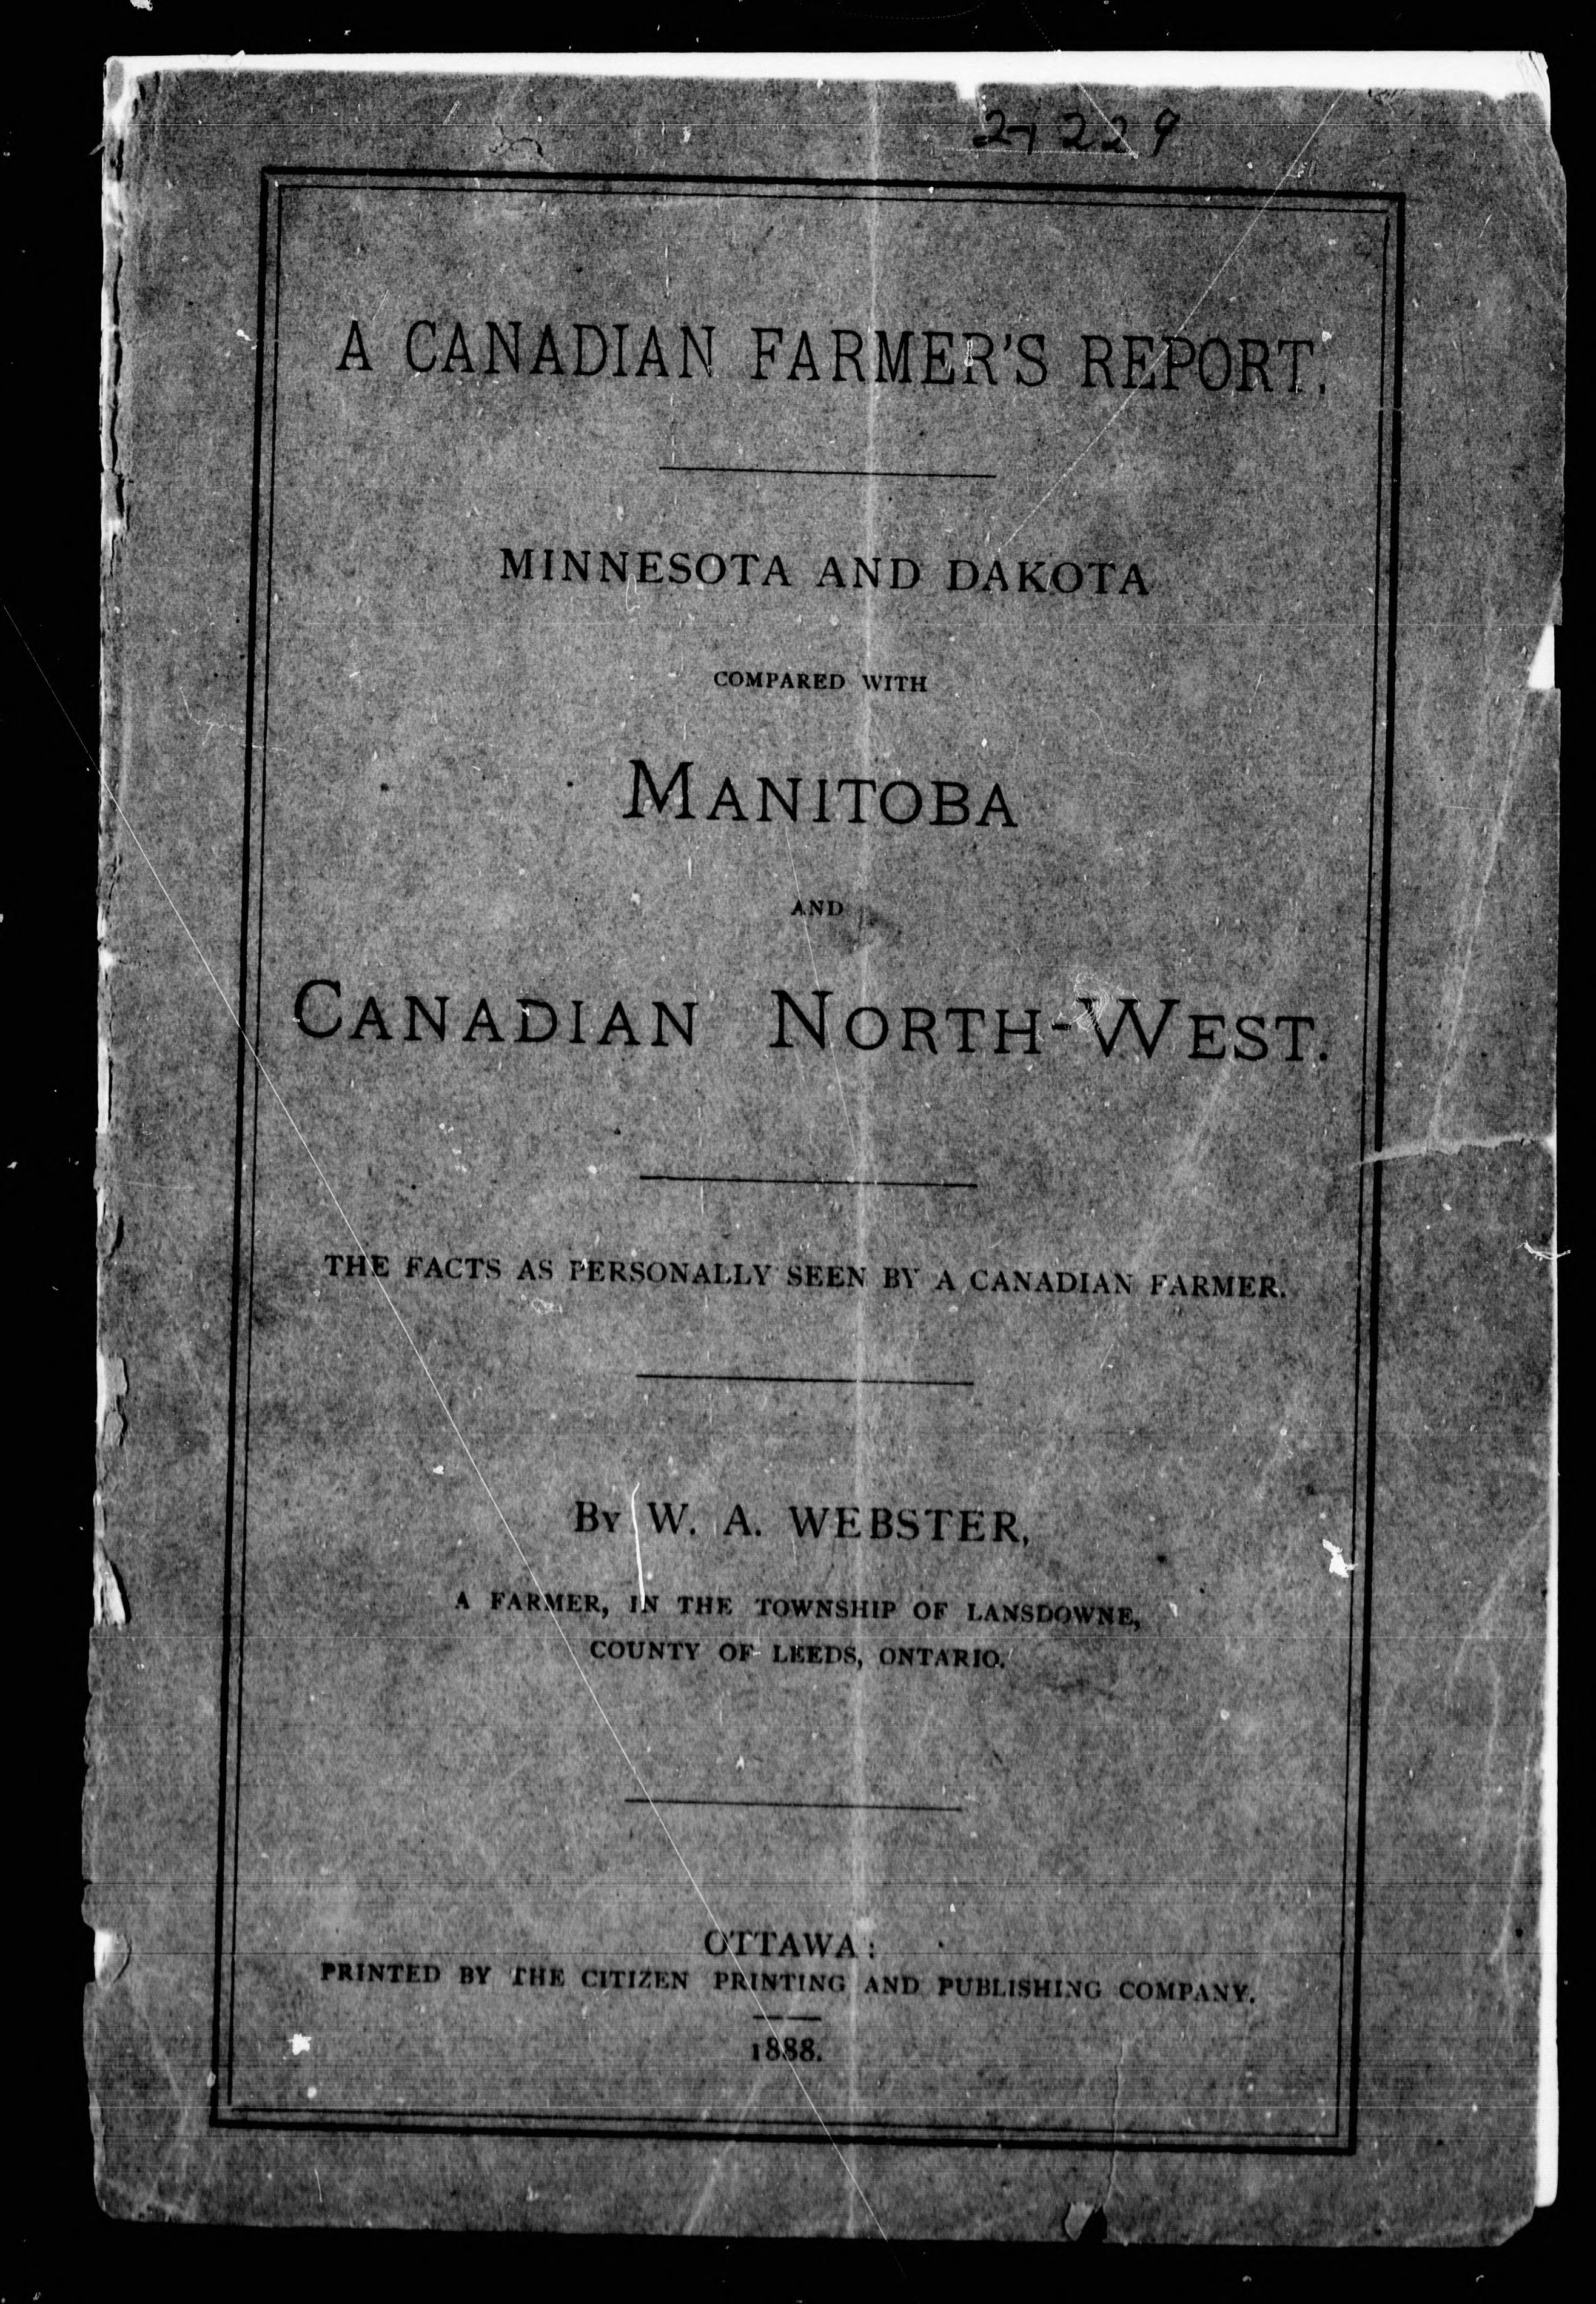 A CANADIAN FARMER'S REPORT.
MINNESOTA AND DAKOTA
COMPARED WITH
MANITOBA
AND
CANADIAN NORTH-WEST.
THE FACTS AS PERSONALLY SEEN BY A CANADIAN FARMER.
BY W. A. WEBSTER,
A FARMER, IN THE TOWNSHIP OF LANSDOWNE,
COUNTY OF LEEDS, ONTARIO.
OTTAWA:
PRINTED BY THE CITIZEN PRINTING AND PUBLISHING COMPANY.
1888.